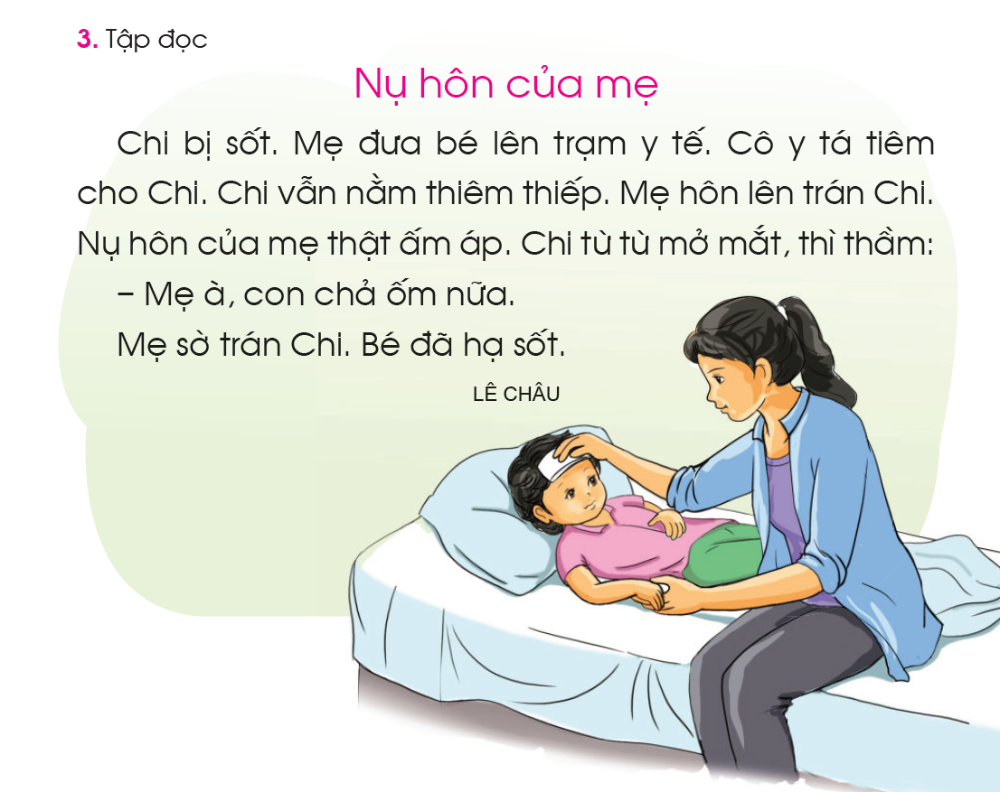 3. Tập đọc
Nụ hôn của mẹ
Chi bị sốt. Mẹ đưa bé lên trạm y tế. Cô y tá tiêm
cho Chi. Chi vẫn nằm thiêm thiếp. Mẹ hôn lên trán Chi.
Nụ hôn của mẹ thật ấm áp. Chi từ từ mở mắt, thì thầm:
– Mẹ à, con chả ốm nữa.
Mẹ sờ trán Chi. Bé đã hạ sốt.
LÊ CHÂU